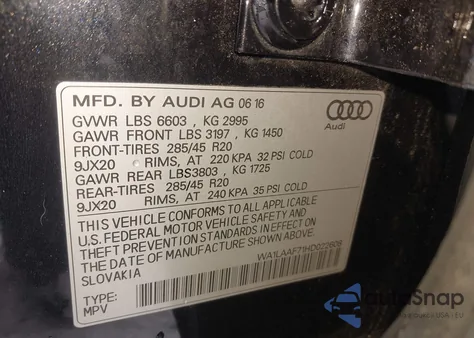 MFD. BY AUDI AG 06 16
GVWR LBS 6603 , KG 2995
GAWR FRONT LBS 3197 , KG 1450
FRONT-TIRES 285/45 R20
9JX20 RIMS, AT 220 KPA 32 PSI COLD
GAWR REAR LBS3803 , KG 1725
REAR-TIRES 285/45 R20
9JX20 RIMS, AT 240 KPA 35 PSI COLD
THIS VEHICLE CONFORMS TO ALL APPLICABLE
U.S. FEDERAL MOTOR VEHICLE SAFETY AND
THEFT PREVENTION STANDARDS IN EFFECT ON
THE DATE OF MANUFACTURE SHOWN ABOVE.
SLOVAKIA
WA1LAAF71HD022608
TYPE:
MPV
Audi
AutoSnap